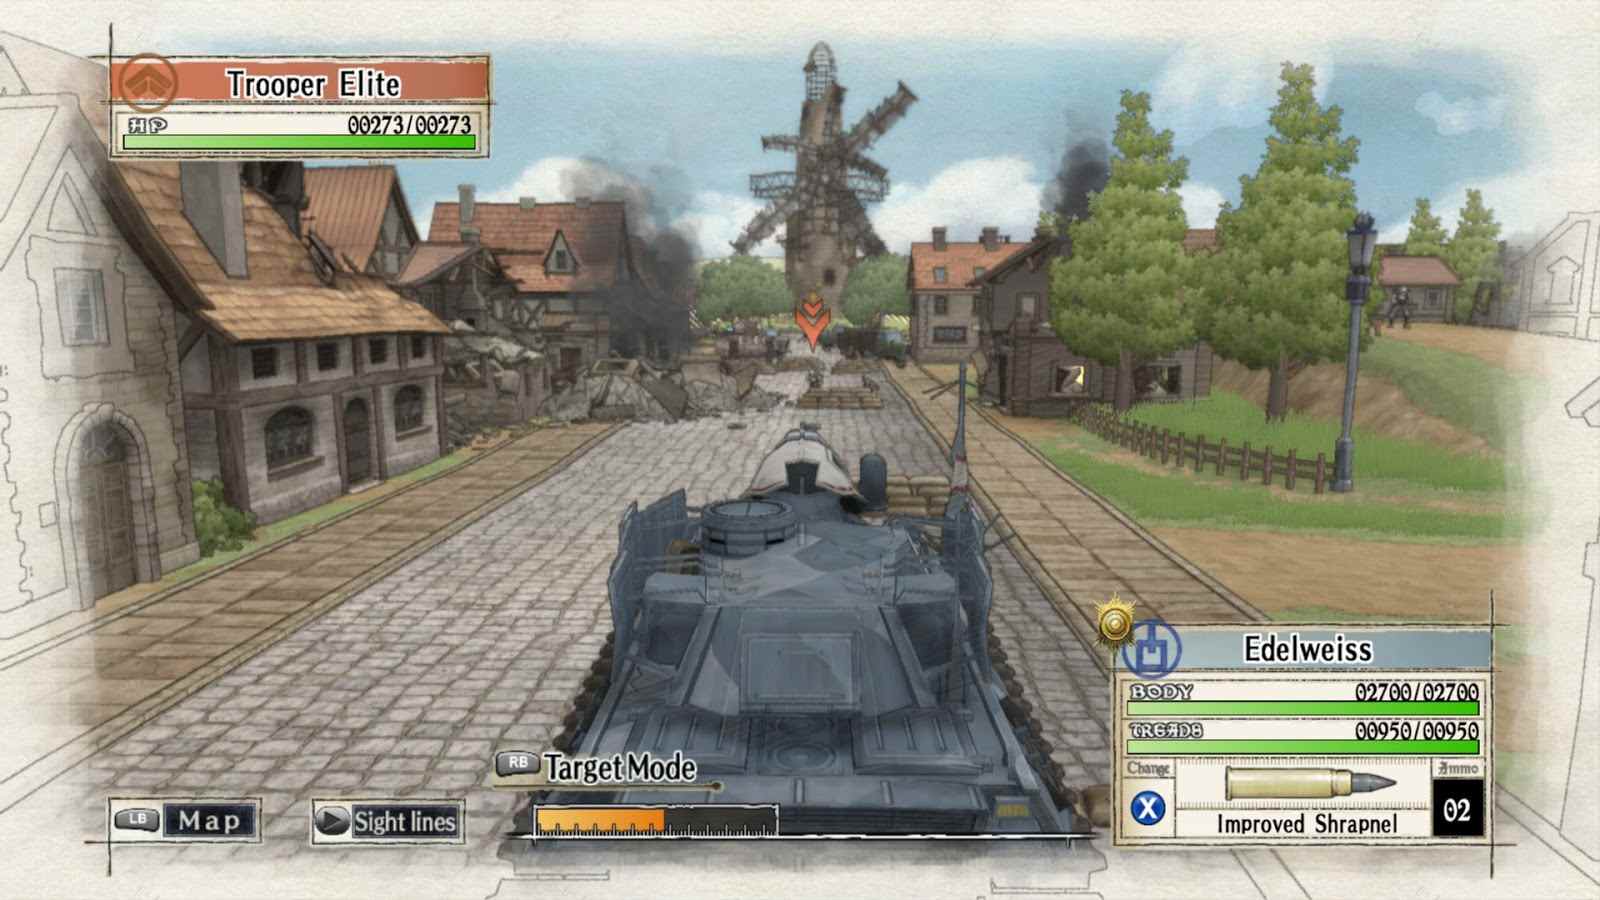 Trooper Elite
HP 00273/00273
Edelweiss
BODY 02700/02700
TREADS 00950/00950
Change Ammo
X 02
Improved Shrapnel
RB Target Mode
LB Map
Sight lines